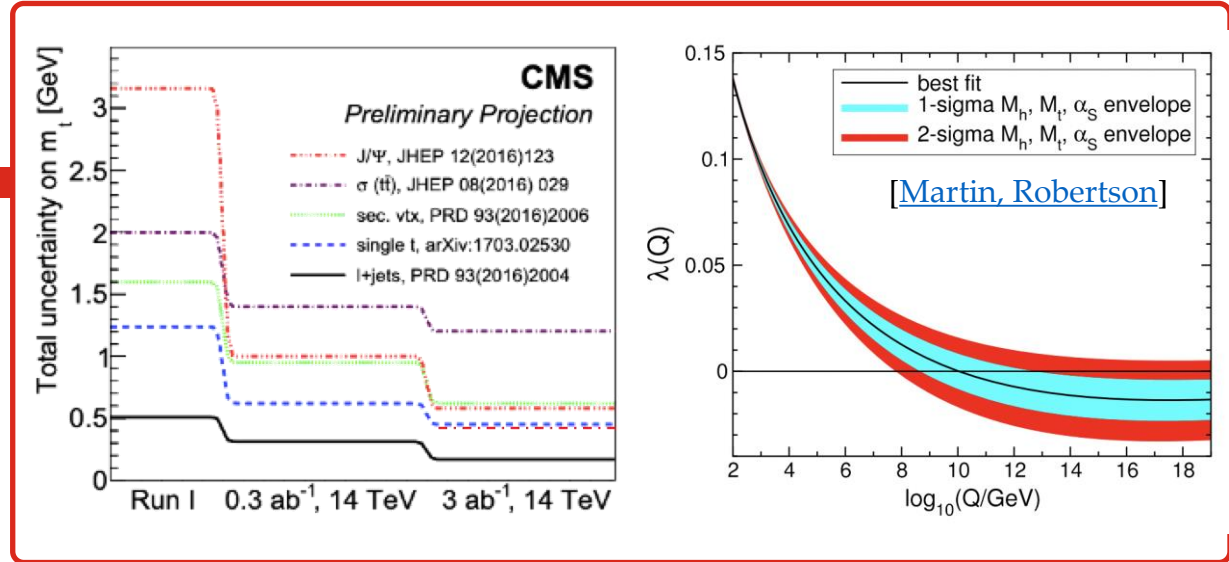 CMS
Preliminary Projection
J/Ψ, JHEP 12(2016)123
σ (tt̄), JHEP 08(2016) 029
sec. vtx, PRD 93(2016)2006
single t, arXiv:1703.02530
l+jets, PRD 93(2016)2004
Total uncertainty on m_t [GeV]
3
2.5
2
1.5
1
0.5
0
Run I 0.3 ab⁻¹, 14 TeV 3 ab⁻¹, 14 TeV
best fit
1-sigma M_h, M_t, α_S envelope
2-sigma M_h, M_t, α_S envelope
[Martin, Robertson]
λ(Q)
0.15
0.1
0.05
0
2 4 6 8 10 12 14 16 18
log₁₀(Q/GeV)